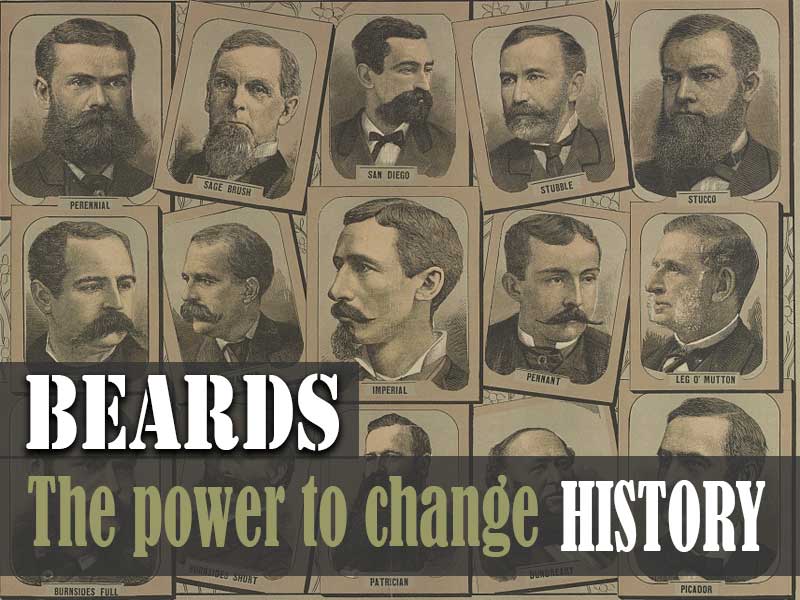 PERENNIAL
SAGE BRUSH
SAN DIEGO
STUBBLE
STUCCO
IMPERIAL
PENNANT
LEG O' MUTTON
BEARDS
The power to change HISTORY
BURNSIDES FULL
BURNSIDES SHORT
PATRICIAN
DUNDREARY
PICADOR